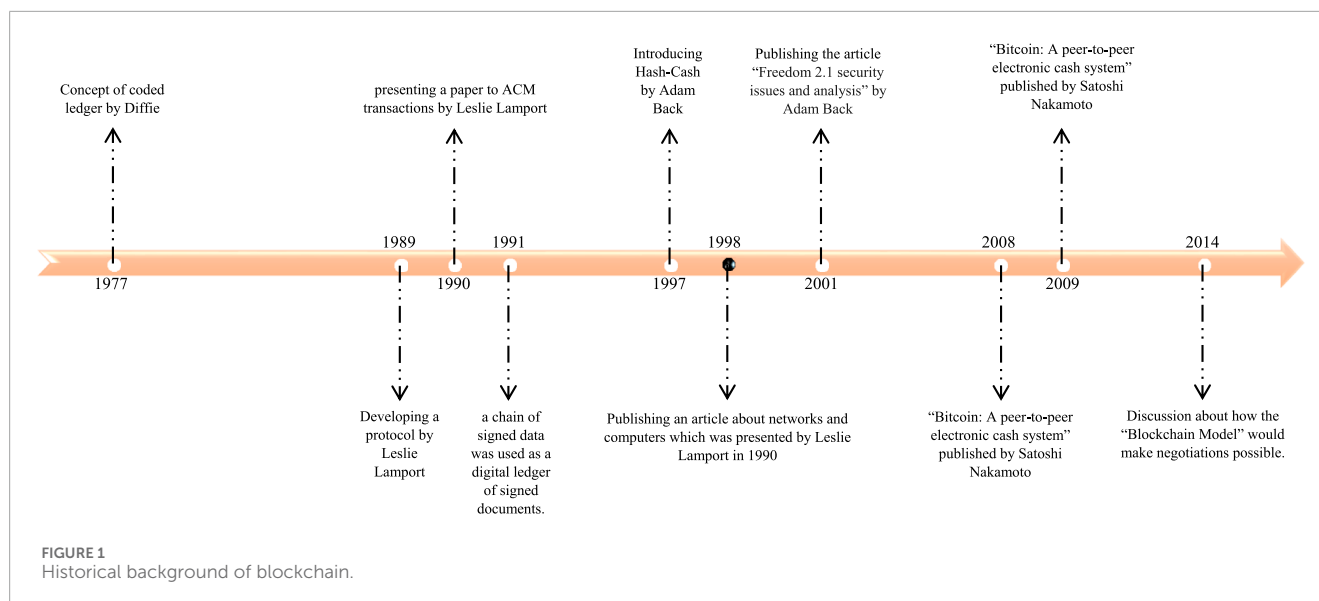 Concept of coded
ledger by Diffie
presenting a paper to ACM
transactions by Leslie Lamport
Introducing
Hash-Cash
by Adam
Back
Publishing the article
“Freedom 2.1 security
issues and analysis” by
Adam Back
“Bitcoin: A peer-to-peer
electronic cash system”
published by Satoshi
Nakamoto
1989
1991
1998
2008
2014
1977
1990
1997
2001
2009
Developing a
protocol by
Leslie
Lamport
a chain of
signed data
was used as a
digital ledger
of signed
documents.
Publishing an article about networks and
computers which was presented by Leslie
Lamport in 1990
“Bitcoin: A peer-to-peer
electronic cash system”
published by Satoshi
Nakamoto
Discussion about how the
“Blockchain Model” would
make negotiations possible.
FIGURE 1
Historical background of blockchain.